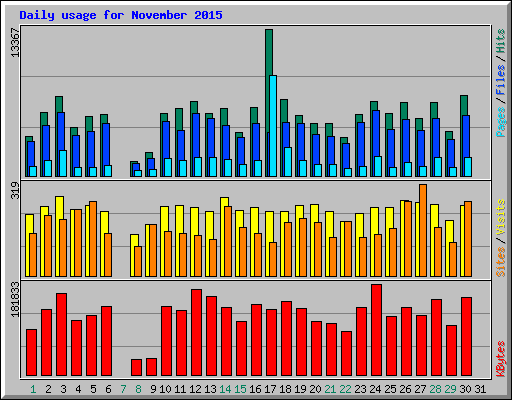 Daily usage for November 2015
13367
Pages / Files / Hits
319
Sites / Visits
181833
KBytes
1 2 3 4 5 6 7 8 9 10 11 12 13 14 15 16 17 18 19 20 21 22 23 24 25 26 27 28 29 30 31